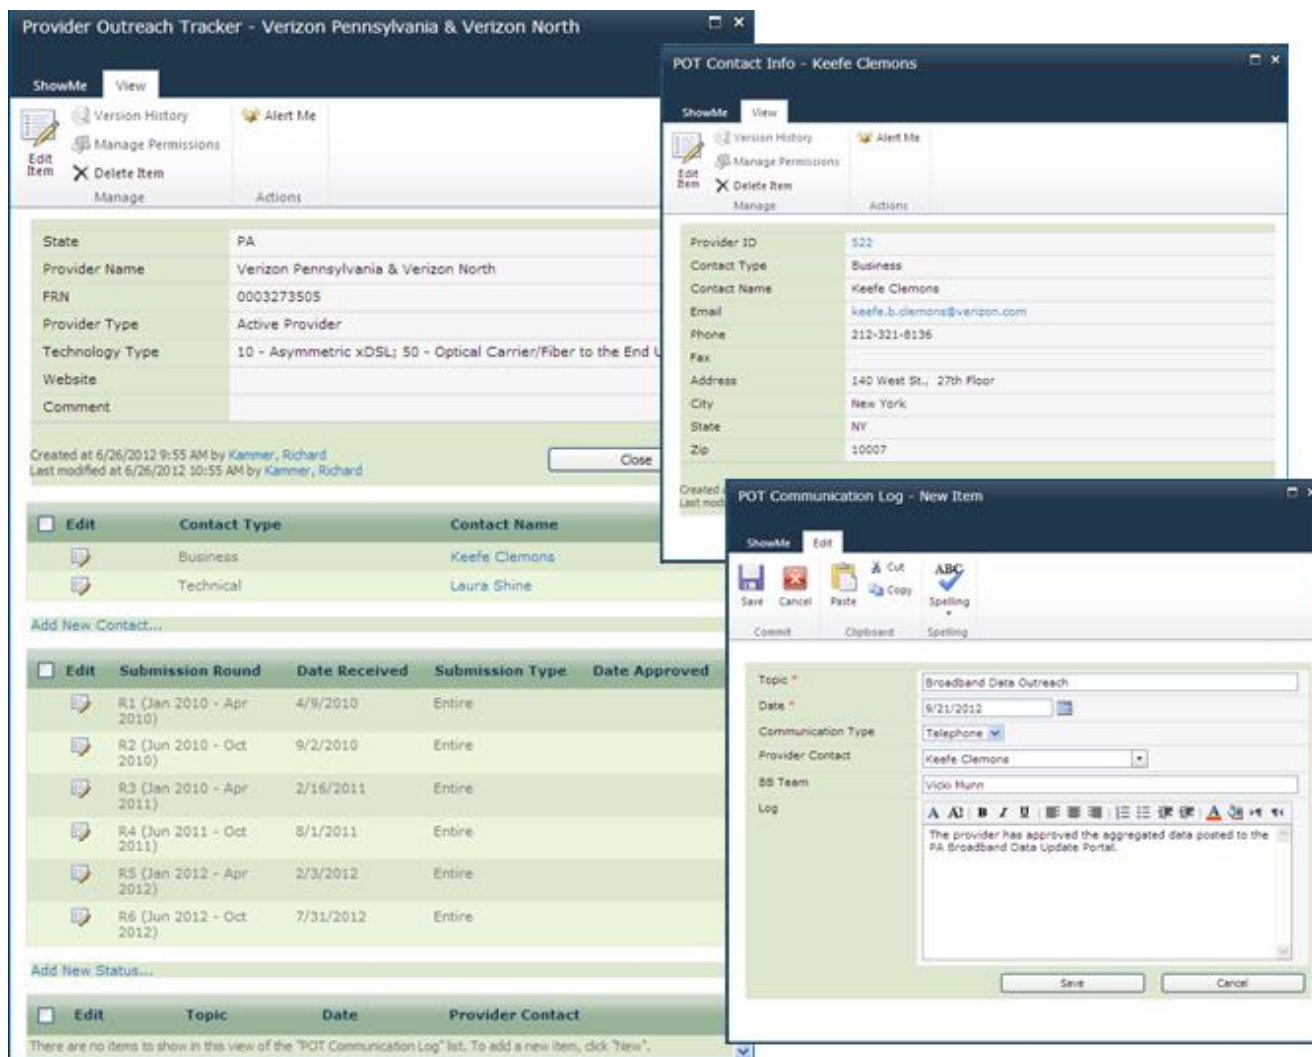 Provider Outreach Tracker - Verizon Pennsylvania & Verizon North
ShowMe View
Edit Item
Version History
Manage Permissions
Delete Item
Manage
Alert Me
Actions
State PA
Provider Name Verizon Pennsylvania & Verizon North
FRN 0003273505
Provider Type Active Provider
Technology Type 10 - Asymmetric xDSL; 50 - Optical Carrier/Fiber to the End U
Website
Comment
Created at 6/26/2012 9:55 AM by Kammer, Richard
Last modified at 6/26/2012 10:55 AM by Kammer, Richard
Close
Edit Contact Type Contact Name
Business Keefe Clemons
Technical Laura Shine
Add New Contact...
Edit Submission Round Date Received Submission Type Date Approved
R1 (Jan 2010 - Apr 2010) 4/9/2010 Entire
R2 (Jun 2010 - Oct 2010) 9/2/2010 Entire
R3 (Jan 2010 - Apr 2011) 2/16/2011 Entire
R4 (Jun 2011 - Oct 2011) 8/1/2011 Entire
R5 (Jan 2012 - Apr 2012) 2/3/2012 Entire
R6 (Jun 2012 - Oct 2012) 7/31/2012 Entire
Add New Status...
Edit Topic Date Provider Contact
There are no items to show in this view of the "POT Communication Log" list. To add a new item, click "New".
POT Contact Info - Keefe Clemons
ShowMe View
Edit Item
Version History
Manage Permissions
Delete Item
Manage
Alert Me
Actions
Provider ID 522
Contact Type Business
Contact Name Keefe Clemons
Email keefe.b.clemons@verizon.com
Phone 212-321-8136
Fax
Address 140 West St., 27th Floor
City New York
State NY
Zip 10007
Created
Last modi
POT Communication Log - New Item
ShowMe Edit
Save
Cancel
Commit
Paste
Cut
Copy
Clipboard
ABC
Spelling
Spelling
Topic * Broadband Data Outreach
Date * 9/21/2012
Communication Type Telephone
Provider Contact Keefe Clemons
BB Team Vicki Munn
Log
The provider has approved the aggregated data posted to the
PA Broadband Data Update Portal.
Save Cancel